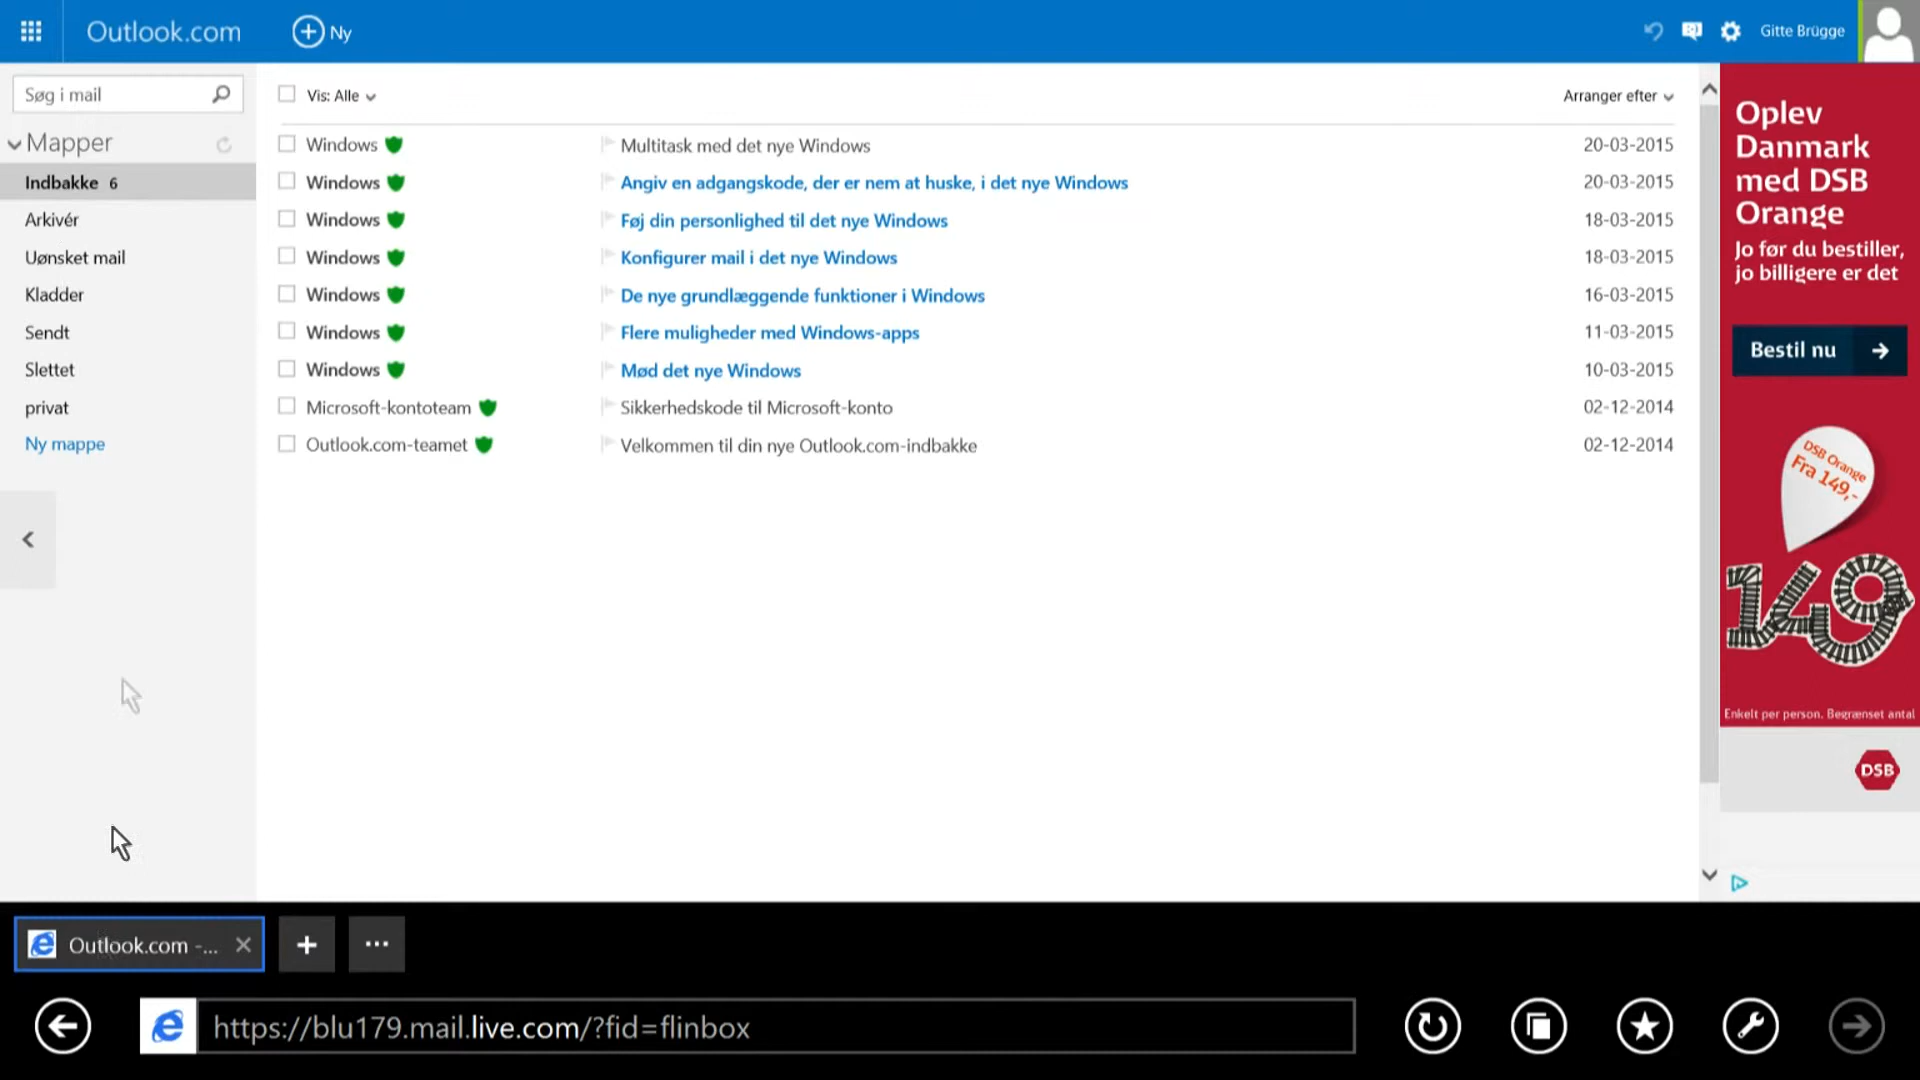 Outlook.com
Ny
Gitte Brügge
Søg i mail
Mapper
Indbakke 6
Arkivér
Uønsket mail
Kladder
Sendt
Slettet
privat
Ny mappe
Vis: Alle
Arranger efter
Windows Multitask med det nye Windows 20-03-2015
Windows Angiv en adgangskode, der er nem at huske, i det nye Windows 20-03-2015
Windows Føj din personlighed til det nye Windows 18-03-2015
Windows Konfigurer mail i det nye Windows 18-03-2015
Windows De nye grundlæggende funktioner i Windows 16-03-2015
Windows Flere muligheder med Windows-apps 11-03-2015
Windows Mød det nye Windows 10-03-2015
Microsoft-kontoteam Sikkerhedskode til Microsoft-konto 02-12-2014
Outlook.com-teamet Velkommen til din nye Outlook.com-indbakke 02-12-2014
Oplev
Danmark
med DSB
Orange
Jo før du bestiller,
jo billigere er det
Bestil nu
DSB Orange
Fra 149,-
149
Enkelt per person. Begrænset antal
DSB
Outlook.com -...
https://blu179.mail.live.com/?fid=flinbox